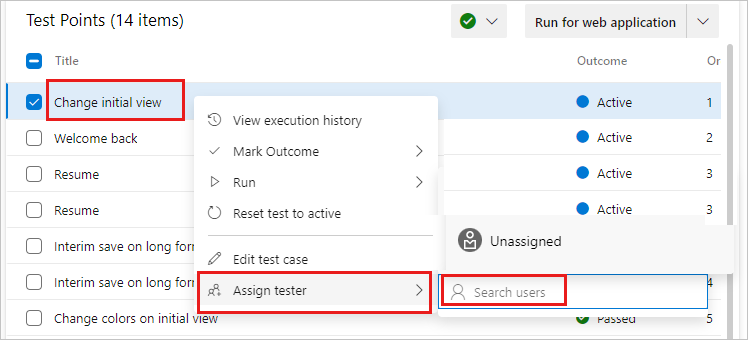 Test Points (14 items)
Run for web application
Title
Outcome
Or
Change initial view
Active
1
View execution history
Welcome back
Active
2
Mark Outcome
Resume
Active
3
Run
Resume
Active
3
Reset test to active
Unassigned
Interim save on long for
Edit test case
Interim save on long for
Assign tester
Search users
4
Change colors on initial view
Passed
5